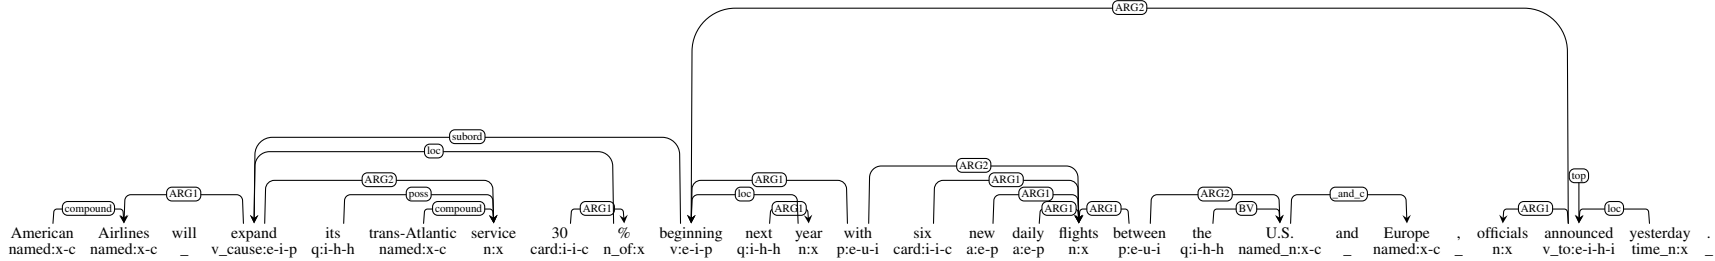 ARG2
subord
loc
ARG2 top
ARG1 ARG2 poss ARG1 ARG1 ARG1 ARG2 _and_c
compound compound ARG1 loc ARG1 ARG1 ARG1 BV ARG1 loc
American Airlines will expand its trans-Atlantic service 30 % beginning next year with six new daily flights between the U.S. and Europe , officials announced yesterday .
named:x-c named:x-c _ v_cause:e-i-p q:i-h-h named:x-c n:x card:i-i-c n_of:x v:e-i-p q:i-h-h n:x p:e-u-i card:i-i-c a:e-p a:e-p n:x p:e-u-i q:i-h-h named_n:x-c _ named:x-c _ n:x v_to:e-i-h-i time_n:x _